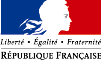 Liberté • Égalité • Fraternité
RÉPUBLIQUE FRANÇAISE